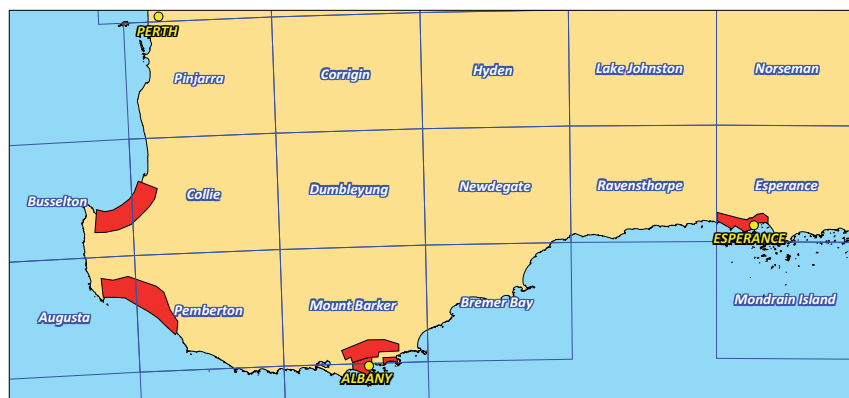 PERTH
Pinjarra
Corrigin
Hyden
Lake Johnston
Norseman
Busselton
Collie
Dumbleyung
Newdegate
Ravensthorpe
Esperance
ESPERANCE
Augusta
Pemberton
Mount Barker
Bremer Bay
Mondrain Island
ALBANY